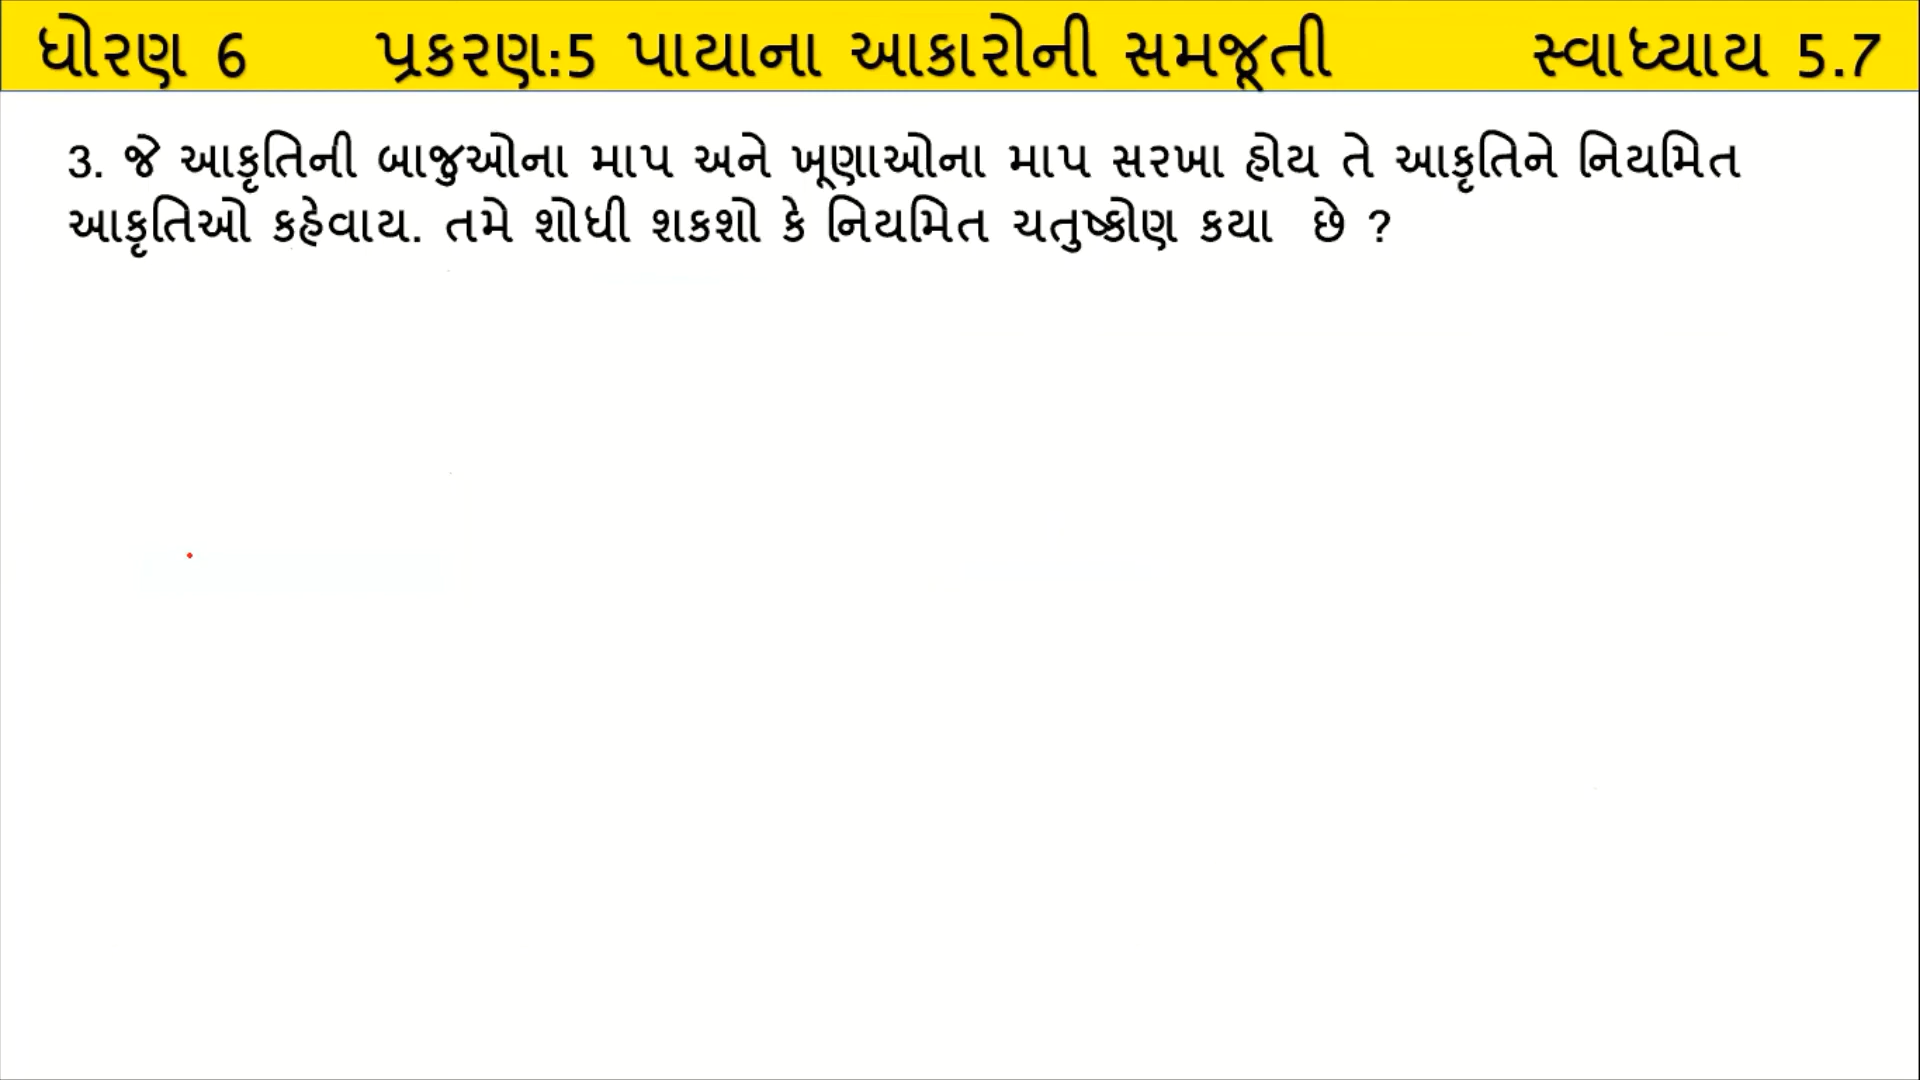 ધોરણ 6 પ્રકરણ:5 પાયાના આકારોની સમજૂતી સ્વાધ્યાય 5.7
3. જે આકૃતિની બાજુઓના માપ અને ખૂણાઓના માપ સરખા હોય તે આકૃતિને નિયમિત
આકૃતિઓ કહેવાય. તમે શોધી શકશો કે નિયમિત ચતુષ્કોણ કયા છે ?